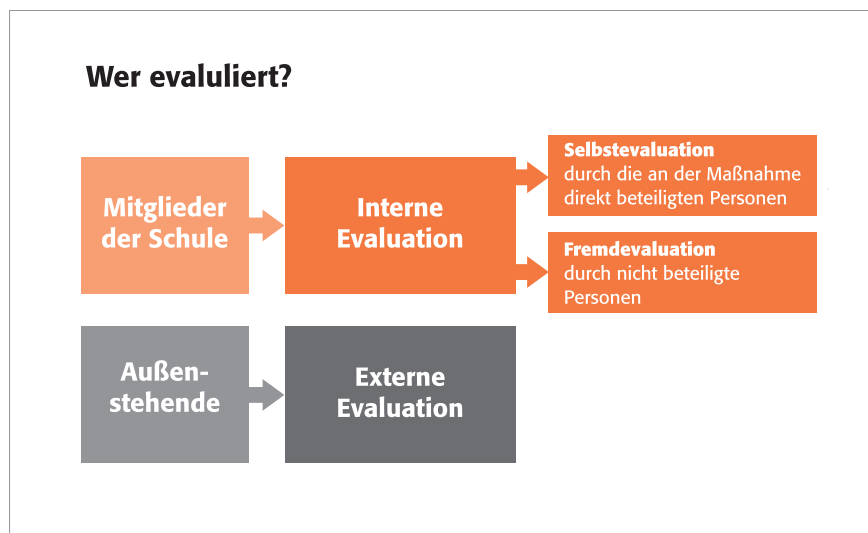 Wer evaluliert?
Mitglieder
der Schule
Interne
Evaluation
Selbstevaluation
durch die an der Maßnahme
direkt beteiligten Personen
Fremdevaluation
durch nicht beteiligte
Personen
Außen-
stehende
Externe
Evaluation